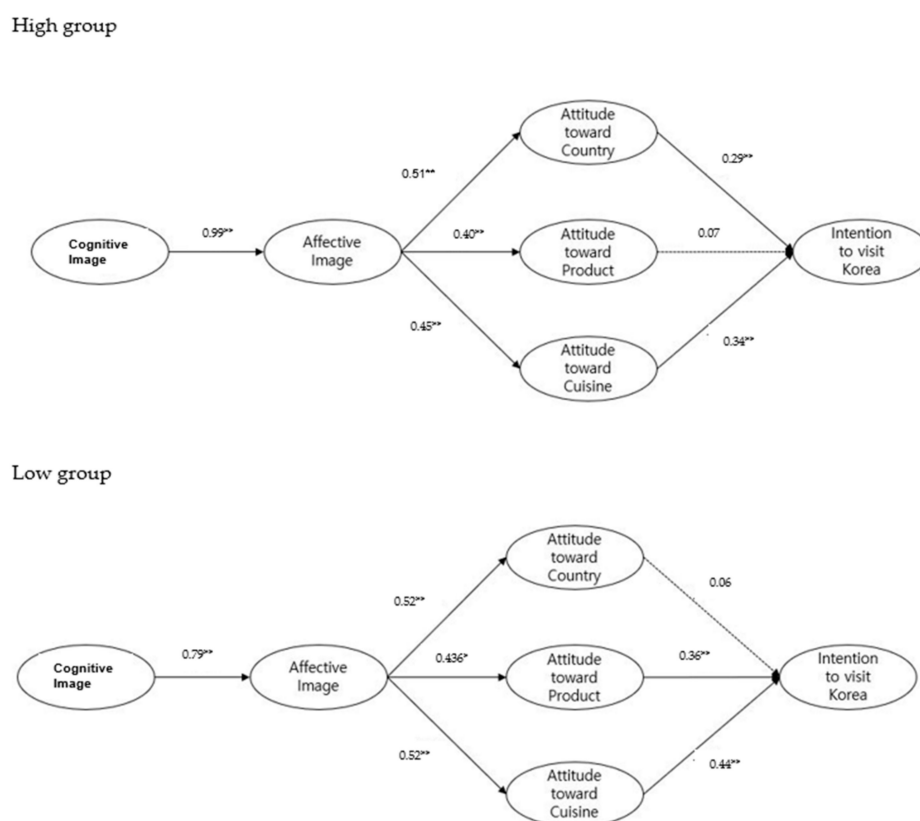 High group
Attitude
toward
Country
0.51**
0.29**
Cognitive
Image
0.99**
Affective
Image
0.40**
Attitude
toward
Product
0.07
Intention
to visit
Korea
0.45**
0.34**
Attitude
toward
Cuisine
Low group
Attitude
toward
Country
0.52**
0.06
Cognitive
Image
0.79**
Affective
Image
0.436*
Attitude
toward
Product
0.36**
Intention
to visit
Korea
0.52**
0.44**
Attitude
toward
Cuisine